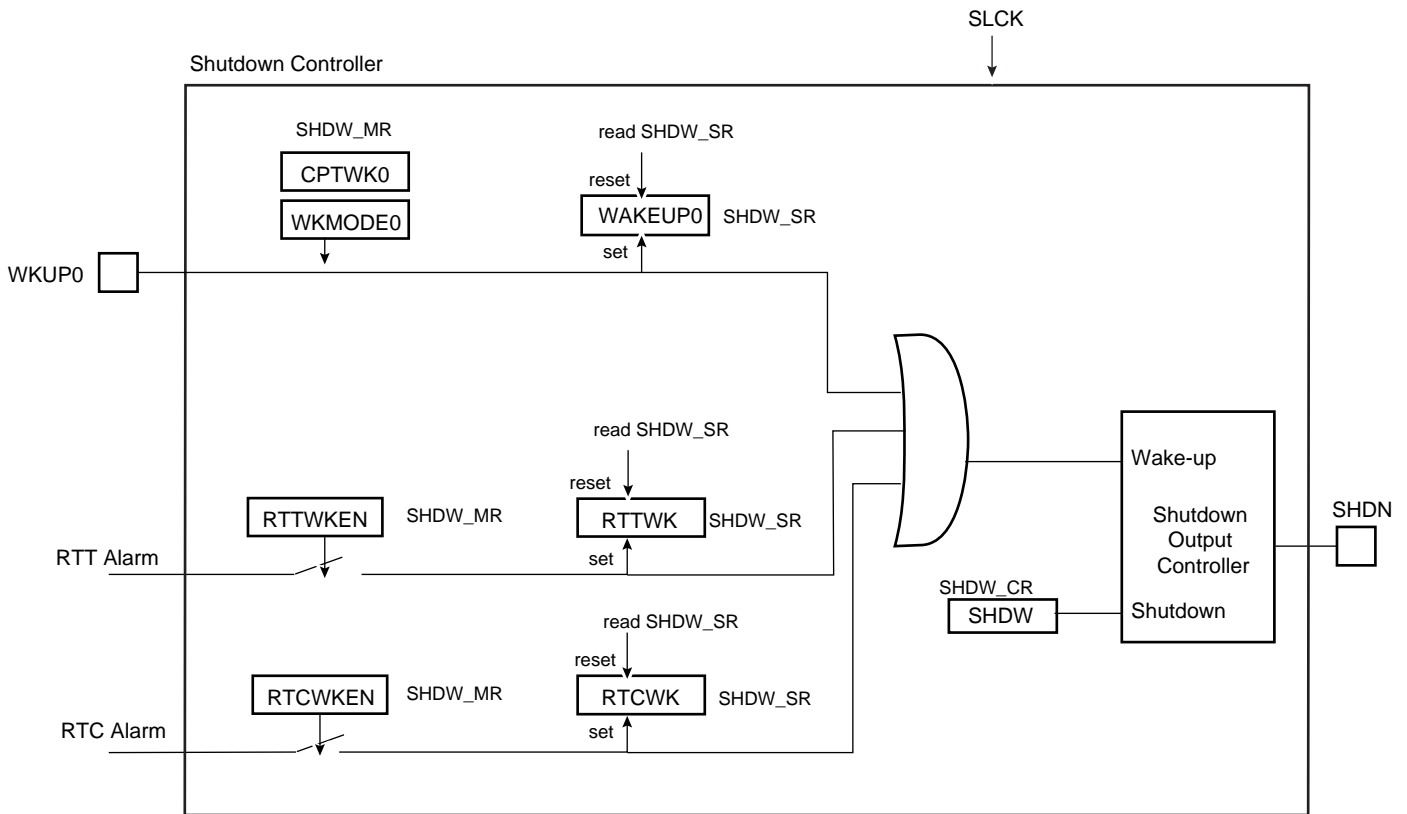 SLCK
Shutdown Controller
SHDW_MR
CPTWK0
WKMODE0
read SHDW_SR
reset
WAKEUP0
SHDW_SR
set
WKUP0
read SHDW_SR
reset
RTTWKEN
SHDW_MR
RTTWK
SHDW_SR
set
RTT Alarm
Wake-up
Shutdown
Output
Controller
SHDN
SHDW_CR
SHDW
Shutdown
read SHDW_SR
reset
RTCWKEN
SHDW_MR
RTCWK
SHDW_SR
set
RTC Alarm